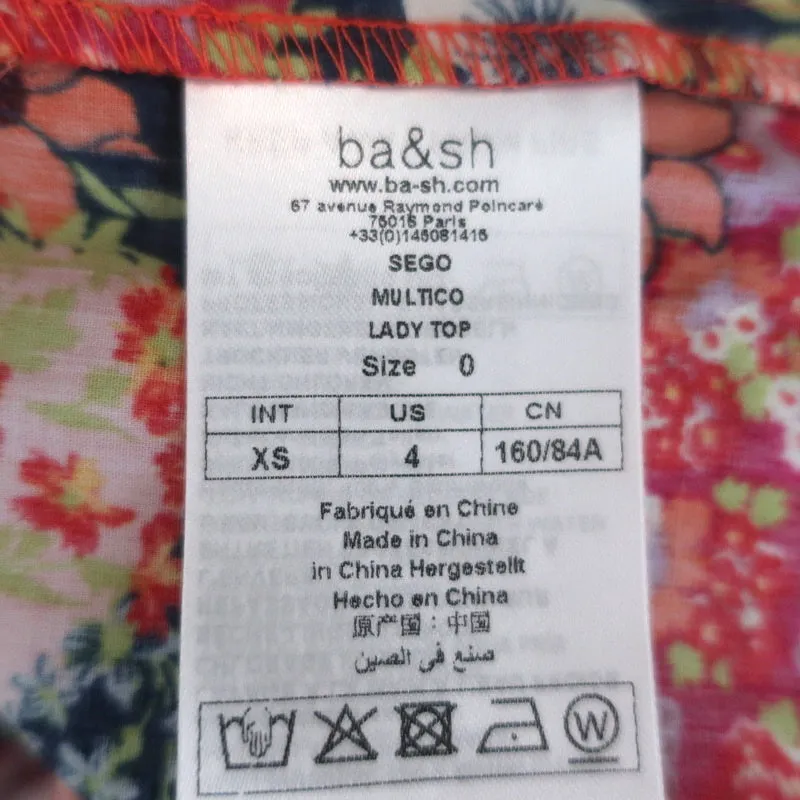 ba&sh
www.ba-sh.com
67 avenue Raymond Poincaré
75016 Paris
+33(0)145081415
SEGO
MULTICO
LADY TOP
Size 0
INT US CN
XS 4 160/84A
Fabriqué en Chine
Made in China
in China Hergestellt
Hecho en China
原产国：中国
صنع في الصين
W